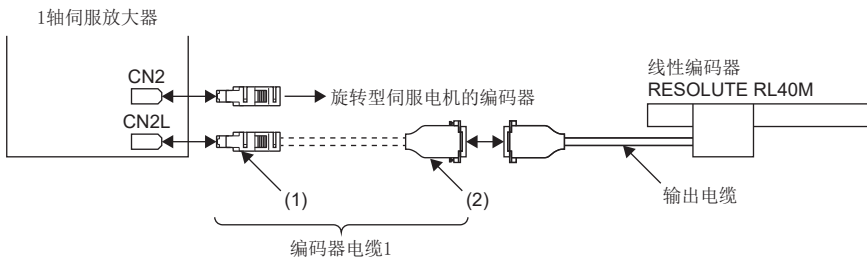 1轴伺服放大器
CN2
旋转型伺服电机的编码器
线性编码器
RESOLUTE RL40M
CN2L
(1)
(2)
输出电缆
编码器电缆1